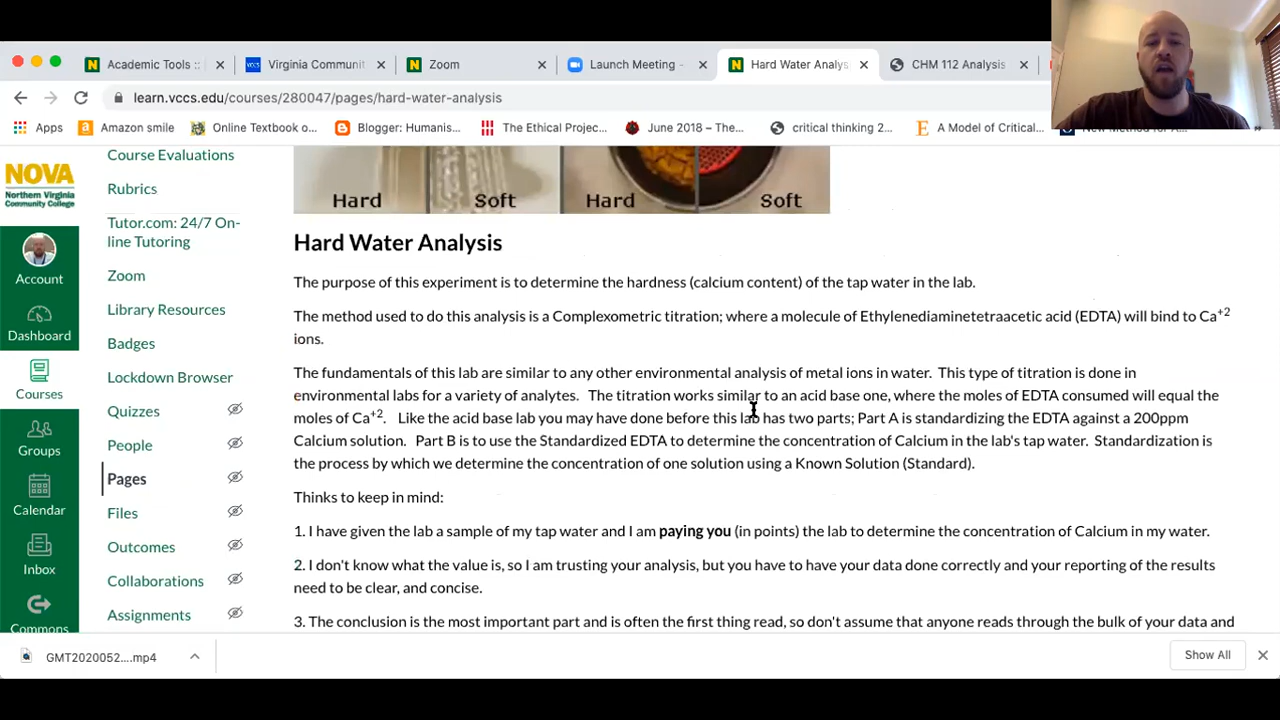 Academic Tools ::
Virginia Communit
Zoom
Launch Meeting -
Hard Water Analys
CHM 112 Analysis
learn.vccs.edu/courses/280047/pages/hard-water-analysis
Apps
Amazon smile
Online Textbook o...
Blogger: Humanis...
The Ethical Projec...
June 2018 – The...
critical thinking 2...
A Model of Critical...
New Method for A...
NOVA
Northern Virginia
Community College
Account
Dashboard
Courses
Groups
Calendar
Inbox
Commons
Course Evaluations
Rubrics
Tutor.com: 24/7 On-
line Tutoring
Zoom
Library Resources
Badges
Lockdown Browser
Quizzes
People
Pages
Files
Outcomes
Collaborations
Assignments
Hard
Soft
Hard
Soft
Hard Water Analysis
The purpose of this experiment is to determine the hardness (calcium content) of the tap water in the lab.
The method used to do this analysis is a Complexometric titration; where a molecule of Ethylenediaminetetraacetic acid (EDTA) will bind to Ca+2
ions.
The fundamentals of this lab are similar to any other environmental analysis of metal ions in water. This type of titration is done in
environmental labs for a variety of analytes. The titration works similar to an acid base one, where the moles of EDTA consumed will equal the
moles of Ca+2. Like the acid base lab you may have done before this lab has two parts; Part A is standardizing the EDTA against a 200ppm
Calcium solution. Part B is to use the Standardized EDTA to determine the concentration of Calcium in the lab's tap water. Standardization is
the process by which we determine the concentration of one solution using a Known Solution (Standard).
Thinks to keep in mind:
1. I have given the lab a sample of my tap water and I am paying you (in points) the lab to determine the concentration of Calcium in my water.
2. I don't know what the value is, so I am trusting your analysis, but you have to have your data done correctly and your reporting of the results
need to be clear, and concise.
3. The conclusion is the most important part and is often the first thing read, so don't assume that anyone reads through the bulk of your data and
GMT2020052....mp4
Show All